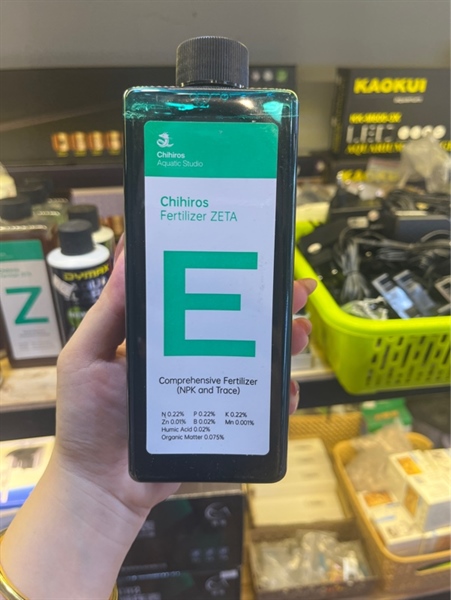 KAOKUI
Chihiros
Aquatic Studio
Chihiros
Fertilizer ZETA
E
Comprehensive Fertilizer
(NPK and Trace)
N 0.22% P 0.22% K 0.22%
Zn 0.01% B 0.02% Mn 0.001%
Humic Acid 0.02%
Organic Matter 0.075%
Z
DYMAX